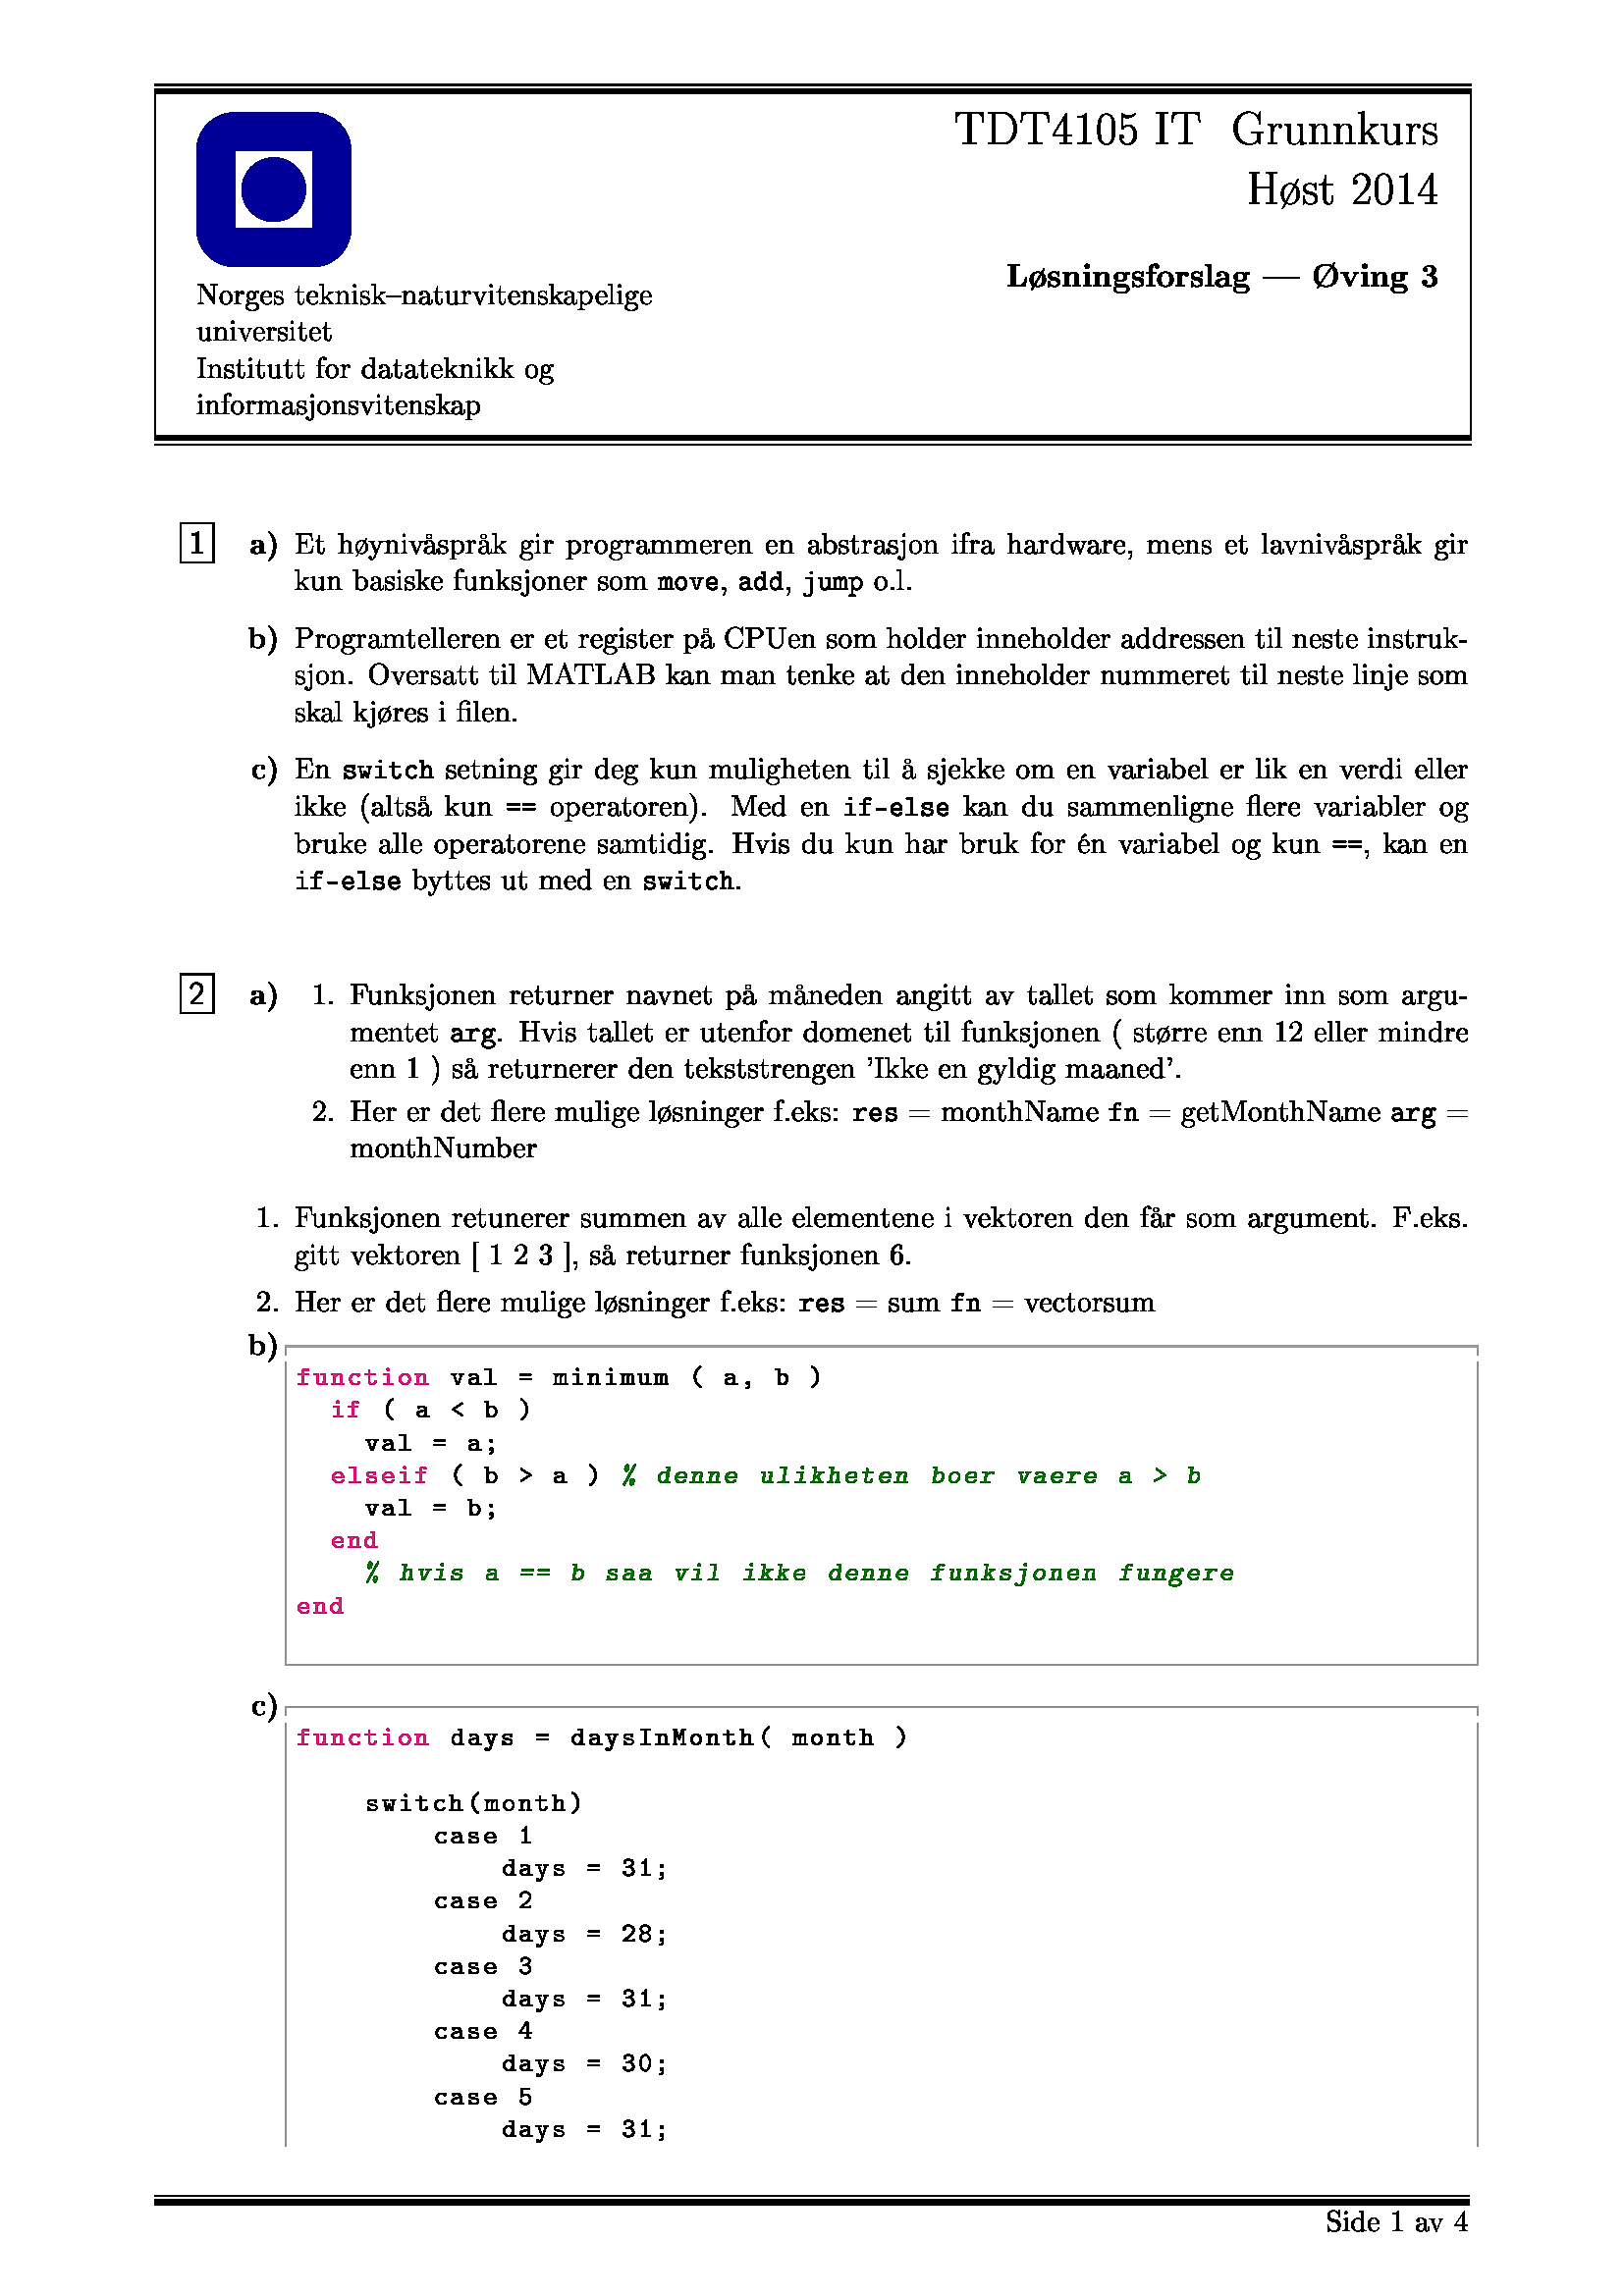 TDT4105 IT Grunnkurs
Høst 2014
Løsningsforslag — Øving 3
Norges teknisk–naturvitenskapelige
universitet
Institutt for datateknikk og
informasjonsvitenskap
1 a) Et høynivåspråk gir programmeren en abstrasjon ifra hardware, mens et lavnivåspråk gir
kun basiske funksjoner som move, add, jump o.l.
b) Programtelleren er et register på CPUen som holder inneholder addressen til neste instruk-
sjon. Oversatt til MATLAB kan man tenke at den inneholder nummeret til neste linje som
skal kjøres i filen.
c) En switch setning gir deg kun muligheten til å sjekke om en variabel er lik en verdi eller
ikke (altså kun == operatoren). Med en if-else kan du sammenligne flere variabler og
bruke alle operatorene samtidig. Hvis du kun har bruk for én variabel og kun ==, kan en
if-else byttes ut med en switch.
2 a) 1. Funksjonen returner navnet på måneden angitt av tallet som kommer inn som argu-
mentet arg. Hvis tallet er utenfor domenet til funksjonen ( større enn 12 eller mindre
enn 1 ) så returnerer den tekststrengen ’Ikke en gyldig maaned’.
2. Her er det flere mulige løsninger f.eks: res = monthName fn = getMonthName arg =
monthNumber
1. Funksjonen retunerer summen av alle elementene i vektoren den får som argument. F.eks.
gitt vektoren [ 1 2 3 ], så returner funksjonen 6.
2. Her er det flere mulige løsninger f.eks: res = sum fn = vectorsum
b)
function val = minimum ( a, b )
if ( a < b )
val = a;
elseif ( b > a ) % denne ulikheten boer vaere a > b
val = b;
end
% hvis a == b saa vil ikke denne funksjonen fungere
end
c)
function days = daysInMonth( month )
switch(month)
case 1
days = 31;
case 2
days = 28;
case 3
days = 31;
case 4
days = 30;
case 5
days = 31;
Side 1 av 4